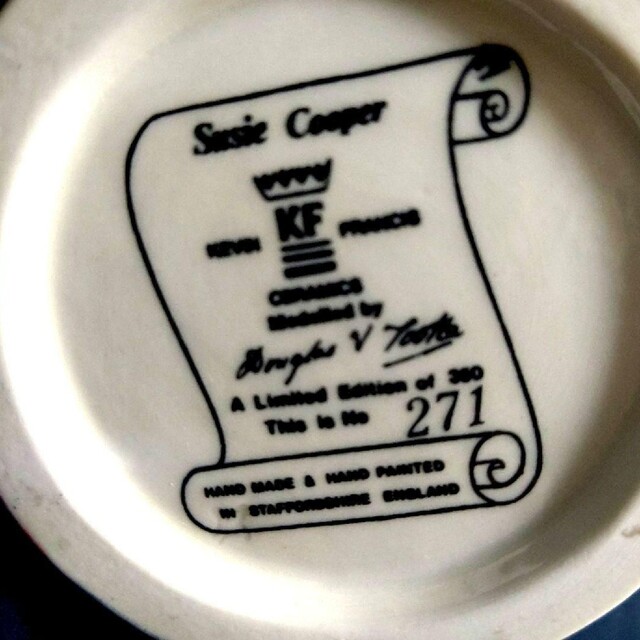 Susie Cooper
KF
KEVIN FRANCIS
CERAMICS
Modelled by
Douglas V Tootle
A Limited Edition of 350
This is No 271
HAND MADE & HAND PAINTED
IN STAFFORDSHIRE ENGLAND